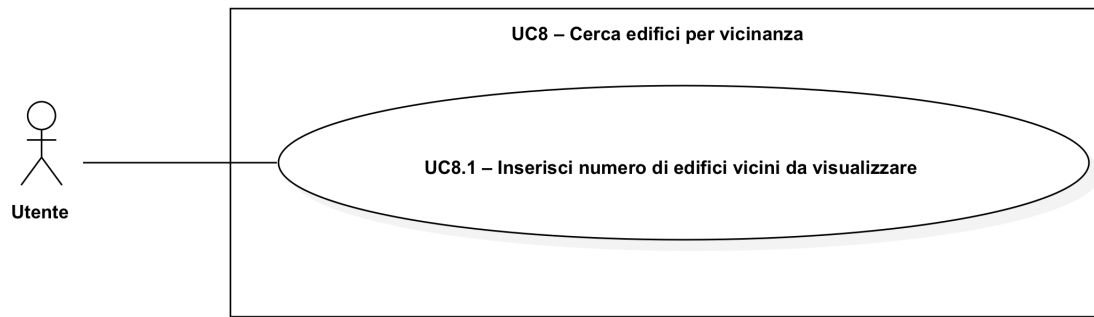 UC8 – Cerca edifici per vicinanza
UC8.1 – Inserisci numero di edifici vicini da visualizzare
Utente